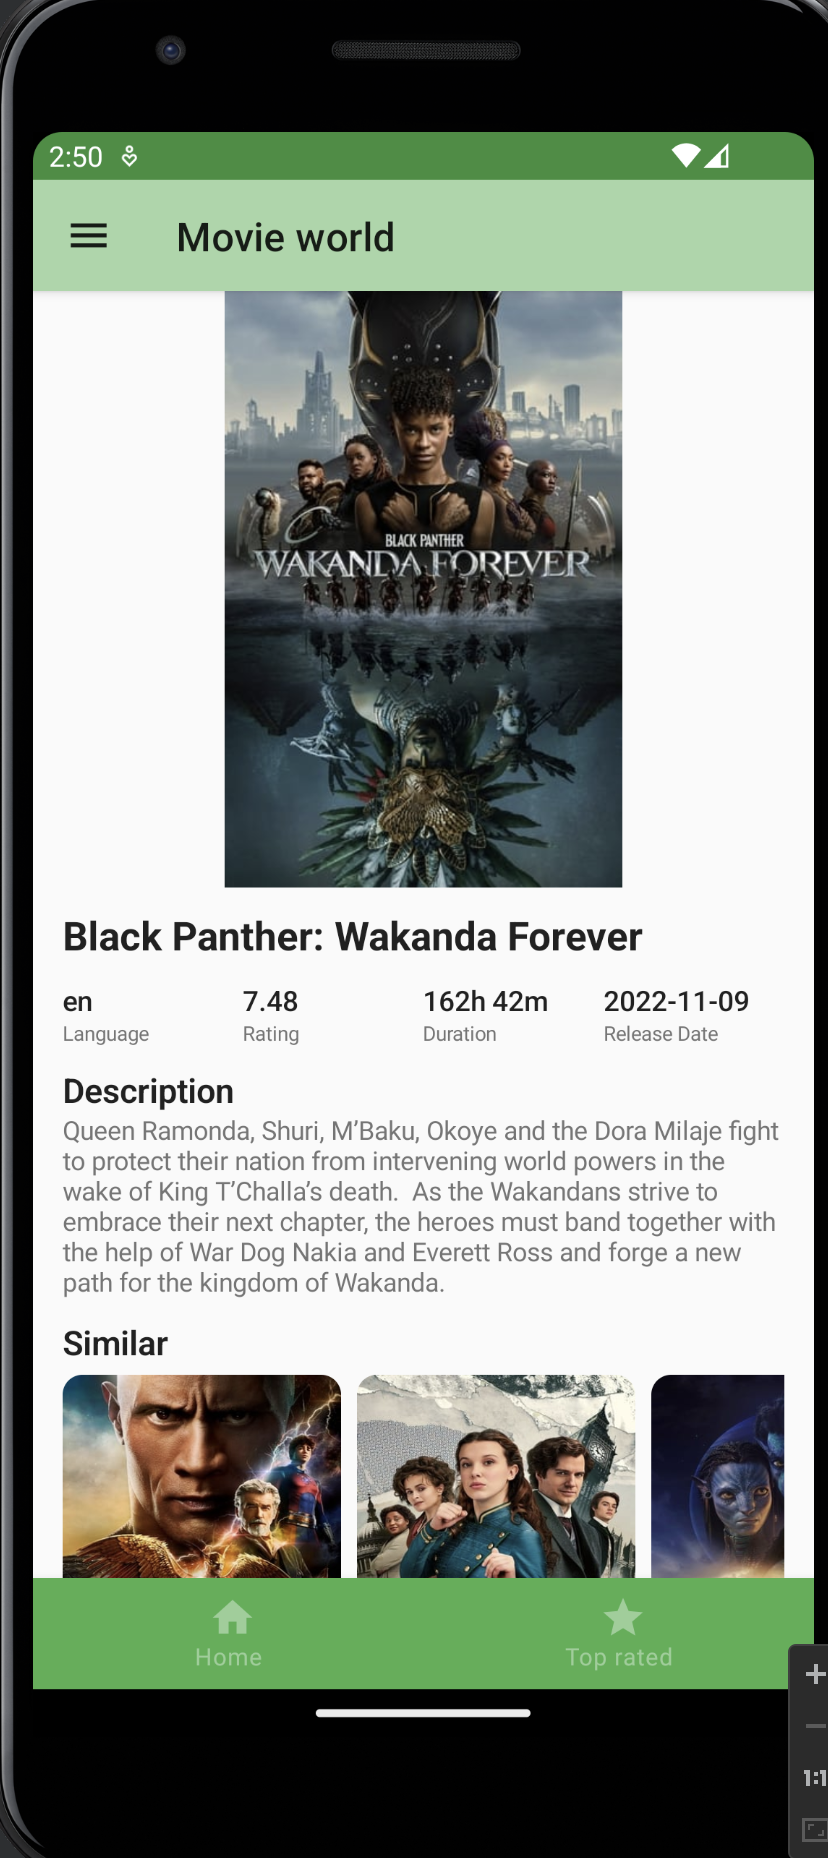 2:50
Movie world
BLACK PANTHER
WAKANDA FOREVER
Black Panther: Wakanda Forever
en 7.48 162h 42m 2022-11-09
Language Rating Duration Release Date
Description
Queen Ramonda, Shuri, M’Baku, Okoye and the Dora Milaje fight
to protect their nation from intervening world powers in the
wake of King T’Challa’s death.  As the Wakandans strive to
embrace their next chapter, the heroes must band together with
the help of War Dog Nakia and Everett Ross and forge a new
path for the kingdom of Wakanda.
Similar
Home Top rated
1:1